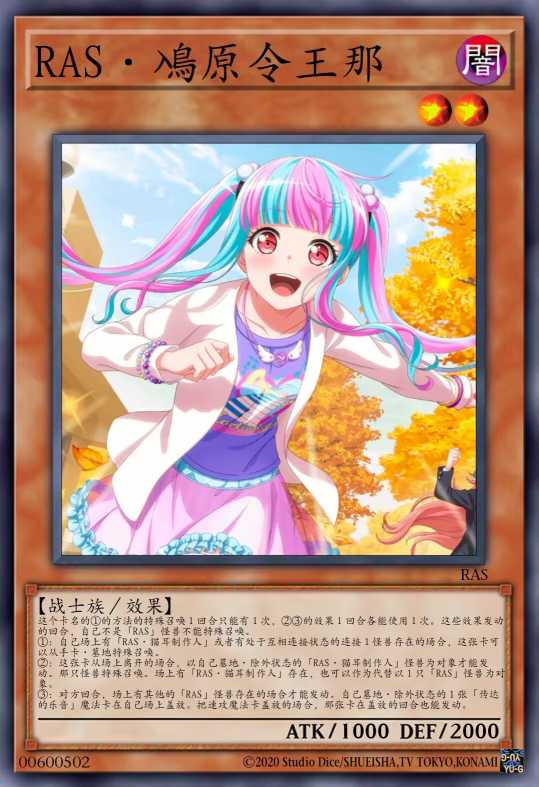 RAS・鳰原令王那
闇
RAS
【战士族／效果】
这个卡名的①的方法的特殊召唤1回合只能有1次，②③的效果1回合各能使用1次，这些效果发动
的回合，自己不是「RAS」怪兽不能特殊召唤。
①：自己场上有「RAS・猫耳制作人」或者有处于互相连接状态的连接1怪兽存在的场合，这张卡可
以从手卡・墓地特殊召唤。
②：这张卡从场上离开的场合，以自己墓地・除外状态的「RAS・猫耳制作人」怪兽为对象才能发
动。那只怪兽特殊召唤。场上有「RAS・猫耳制作人」存在，也可以作为代替以1只「RAS」怪兽为对
象。
③：对方回合，场上有其他的「RAS」怪兽存在的场合才能发动。自己墓地・除外状态的1张「传达
的乐音」魔法卡在自己场上盖放。把速攻魔法卡盖放的场合，那张卡在盖放的回合也能发动。
ATK/1000 DEF/2000
00600502
©2020 Studio Dice/SHUEISHA,TV TOKYO,KONAMI